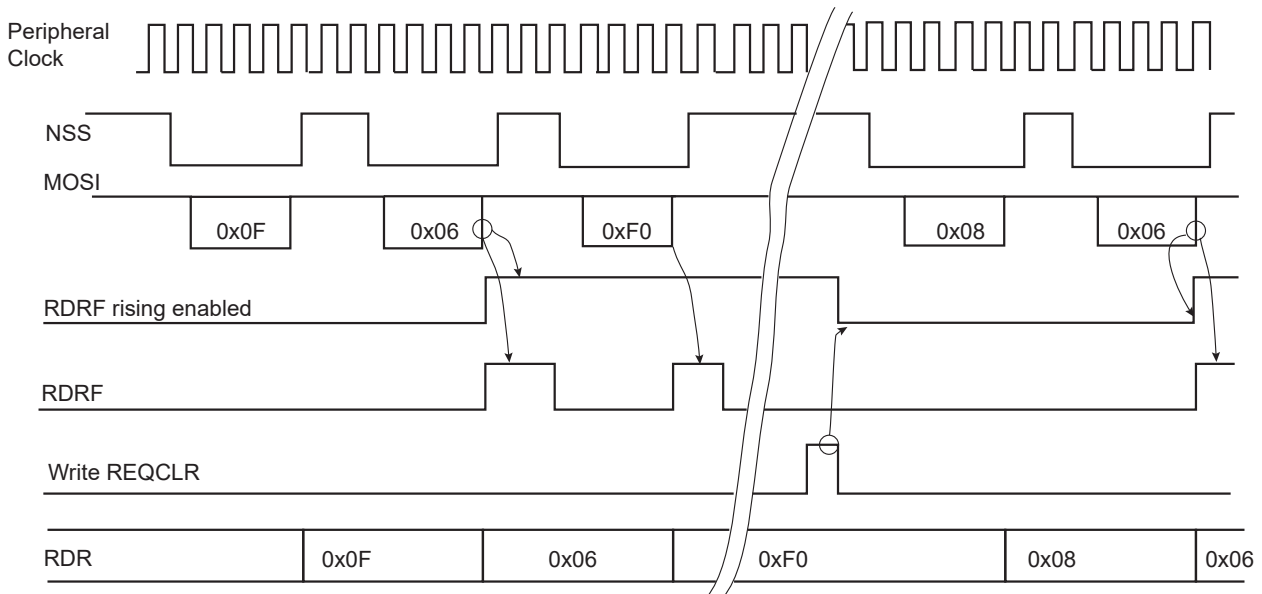 Peripheral
Clock
NSS
MOSI
0x0F 0x06 0xF0 0x08 0x06
RDRF rising enabled
RDRF
Write REQCLR
RDR 0x0F 0x06 0xF0 0x08 0x06